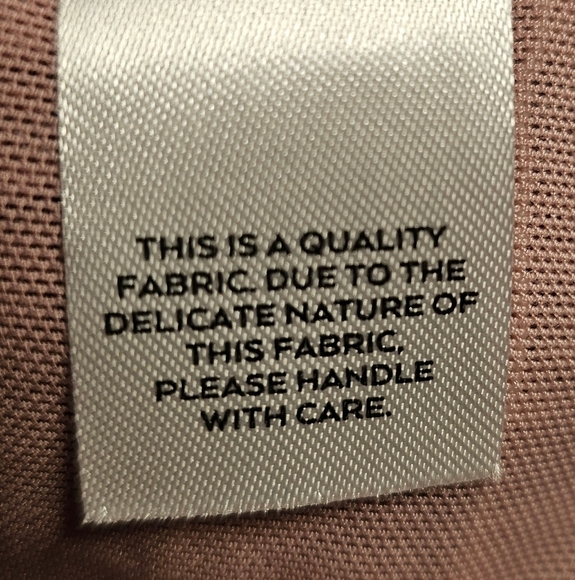 THIS IS A QUALITY
FABRIC. DUE TO THE
DELICATE NATURE OF
THIS FABRIC,
PLEASE HANDLE
WITH CARE.